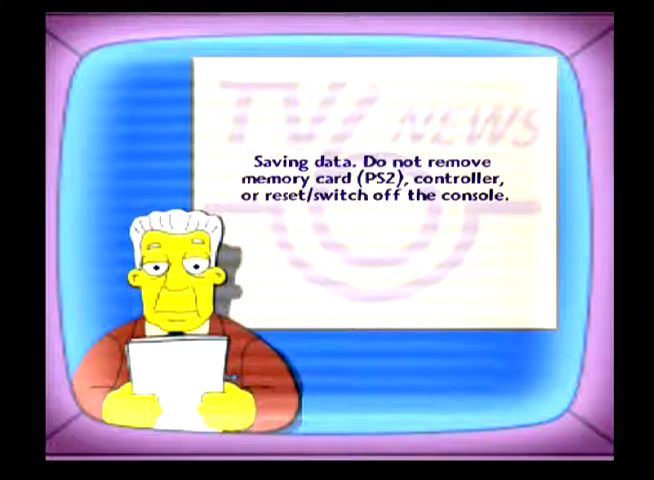 TV/ NEWS
Saving data. Do not remove
memory card (PS2), controller,
or reset/switch off the console.